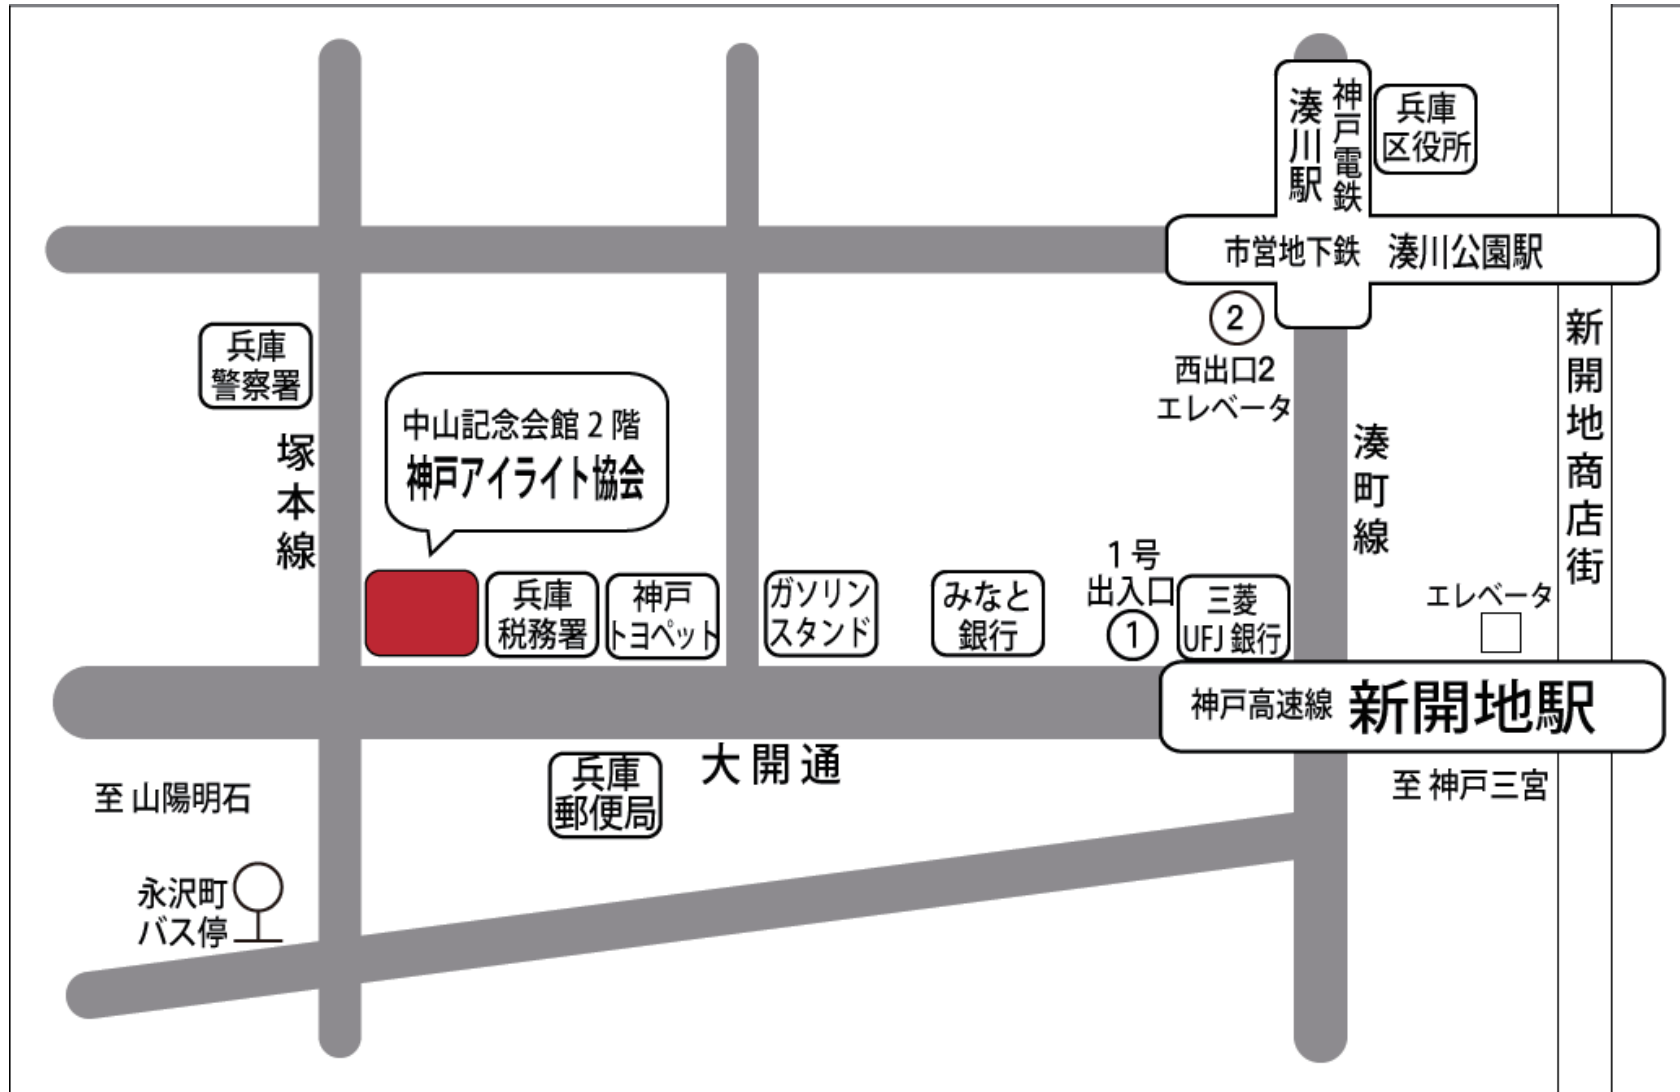 湊川駅
神戸電鉄
兵庫
区役所
市営地下鉄 湊川公園駅
②
西出口2
エレベータ
新開地商店街
兵庫
警察署
塚本線
中山記念会館2階
神戸アイライト協会
湊町線
兵庫
税務署
神戸
トヨペット
ガソリン
スタンド
みなと
銀行
1号
出入口
①
三菱
UFJ銀行
エレベータ
神戸高速線 新開地駅
大開通
兵庫
郵便局
至 山陽明石
至 神戸三宮
永沢町
バス停